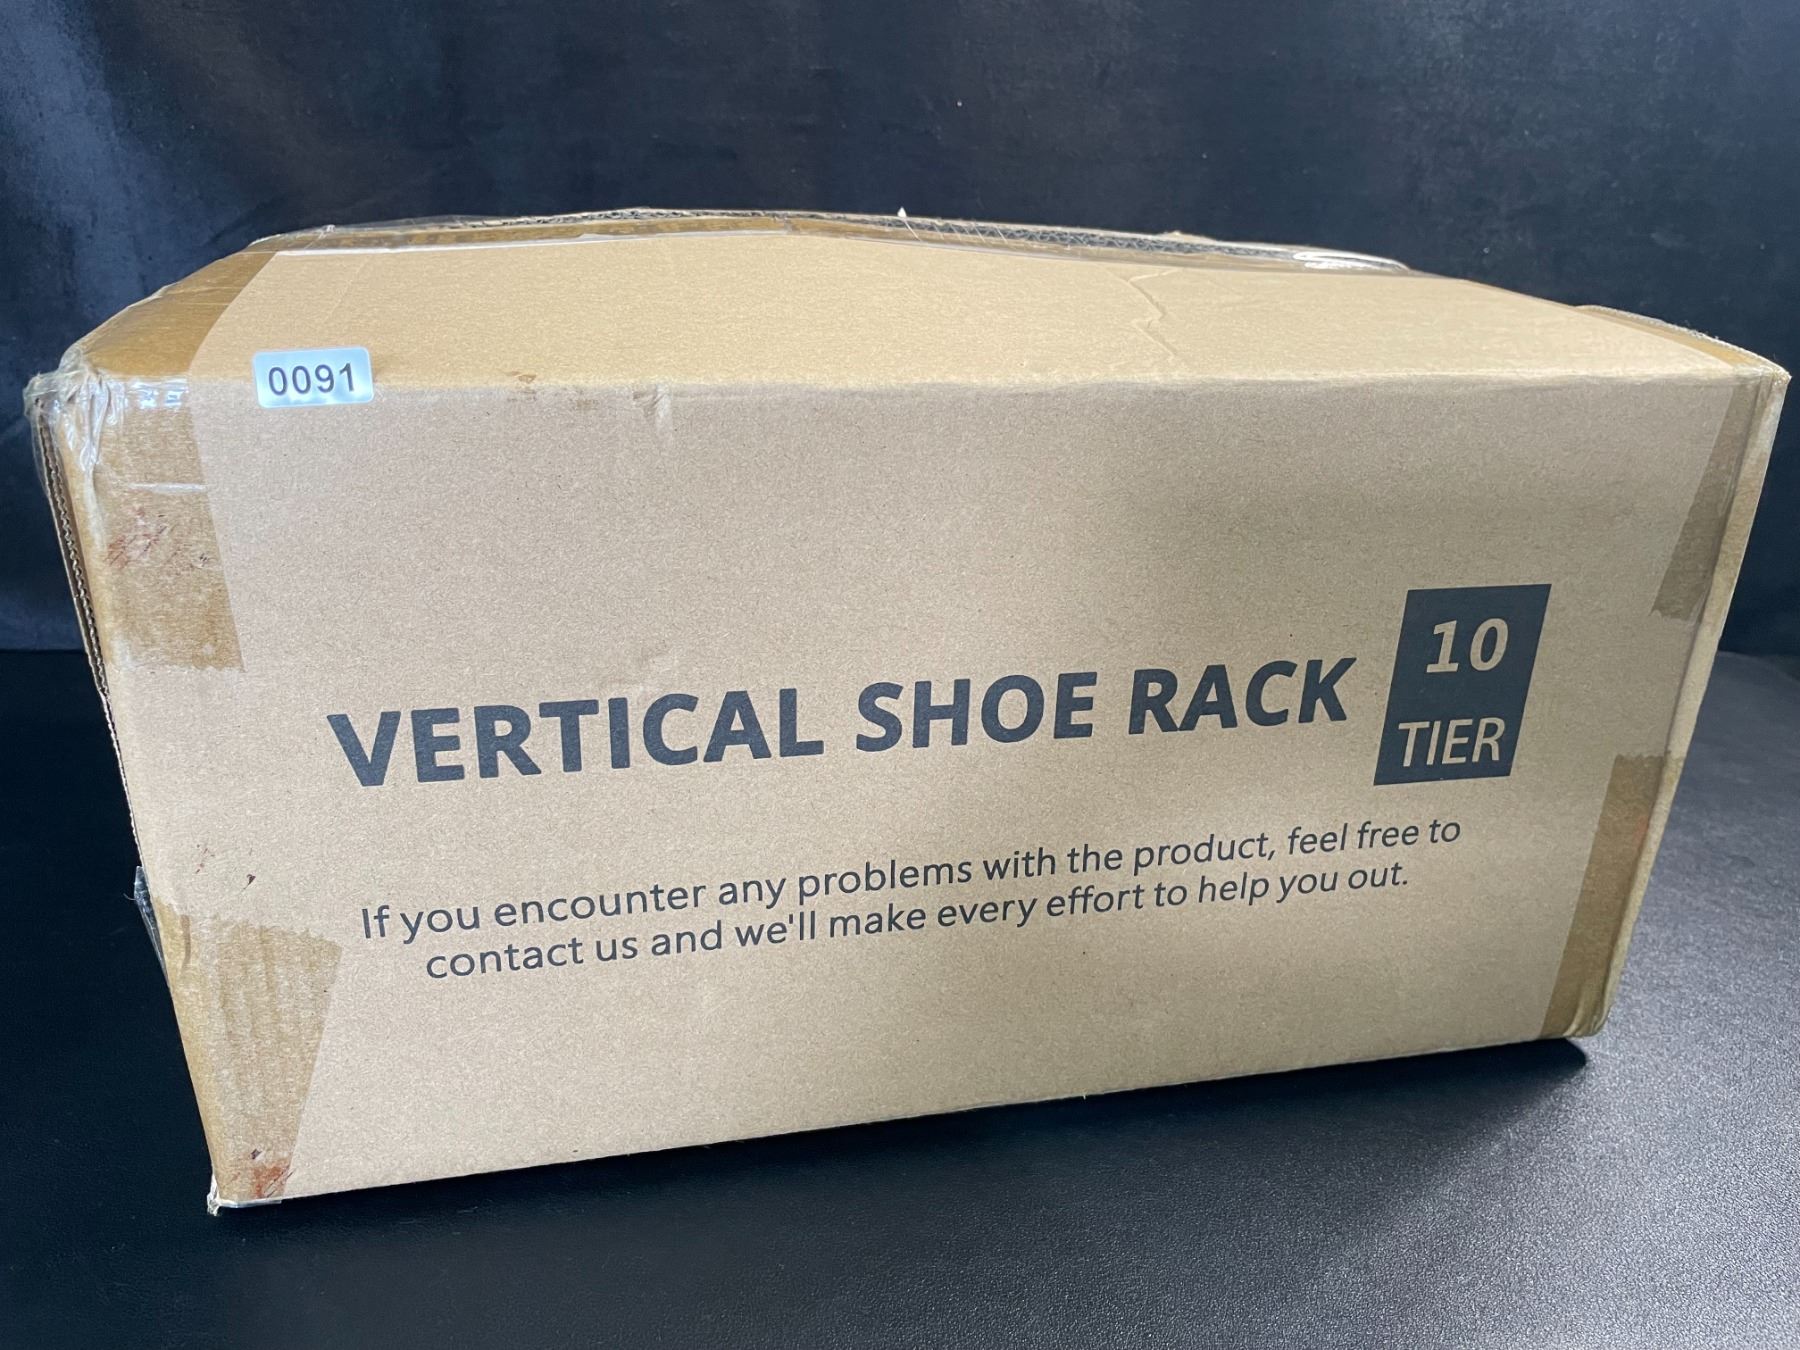 0091
VERTICAL SHOE RACK
10
TIER
If you encounter any problems with the product, feel free to
contact us and we'll make every effort to help you out.